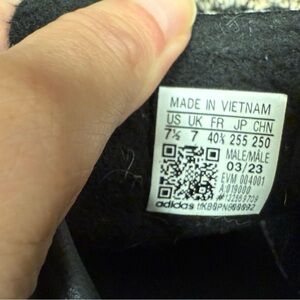 MADE IN VIETNAM
US UK FR JP CHN
7½ 7 40⅔ 255 250
MALE/MÂLE
03/23
EVM 004001
A:019000
adidas